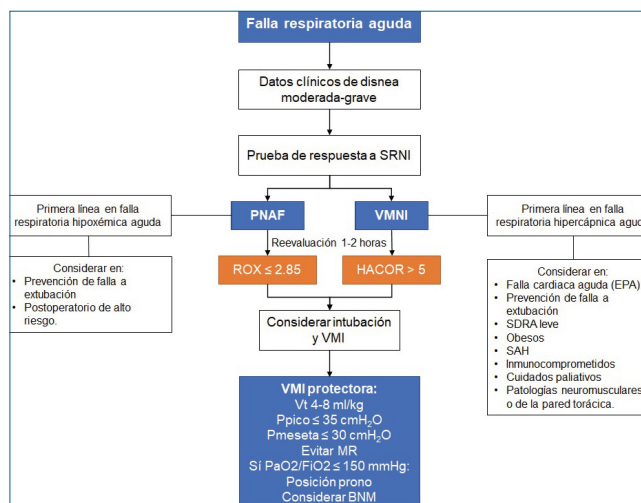 Falla respiratoria aguda
Datos clínicos de disnea
moderada-grave
Prueba de respuesta a SRNI
Primera línea en falla
respiratoria hipoxémica aguda
PNAF
VMNI
Primera línea en falla
respiratoria hipercápnica agud
Reevaluación 1-2 horas
Considerar en:
• Prevención de falla a
extubación
• Postoperatorio de alto
riesgo.
ROX ≤ 2.85
HACOR > 5
Considerar en:
• Falla cardiaca aguda (EPA)
• Prevención de falla a
extubación
• SDRA leve
• Obesos
• SAH
• Inmunocomprometidos
• Cuidados paliativos
• Patologías neuromusculares
o de la pared torácica.
Considerar intubación
y VMI
VMI protectora:
Vt 4-8 ml/kg
Ppico ≤ 35 cmH₂O
Pmeseta ≤ 30 cmH₂O
Evitar MR
Sí PaO2/FiO2 ≤ 150 mmHg:
Posición prono
Considerar BNM